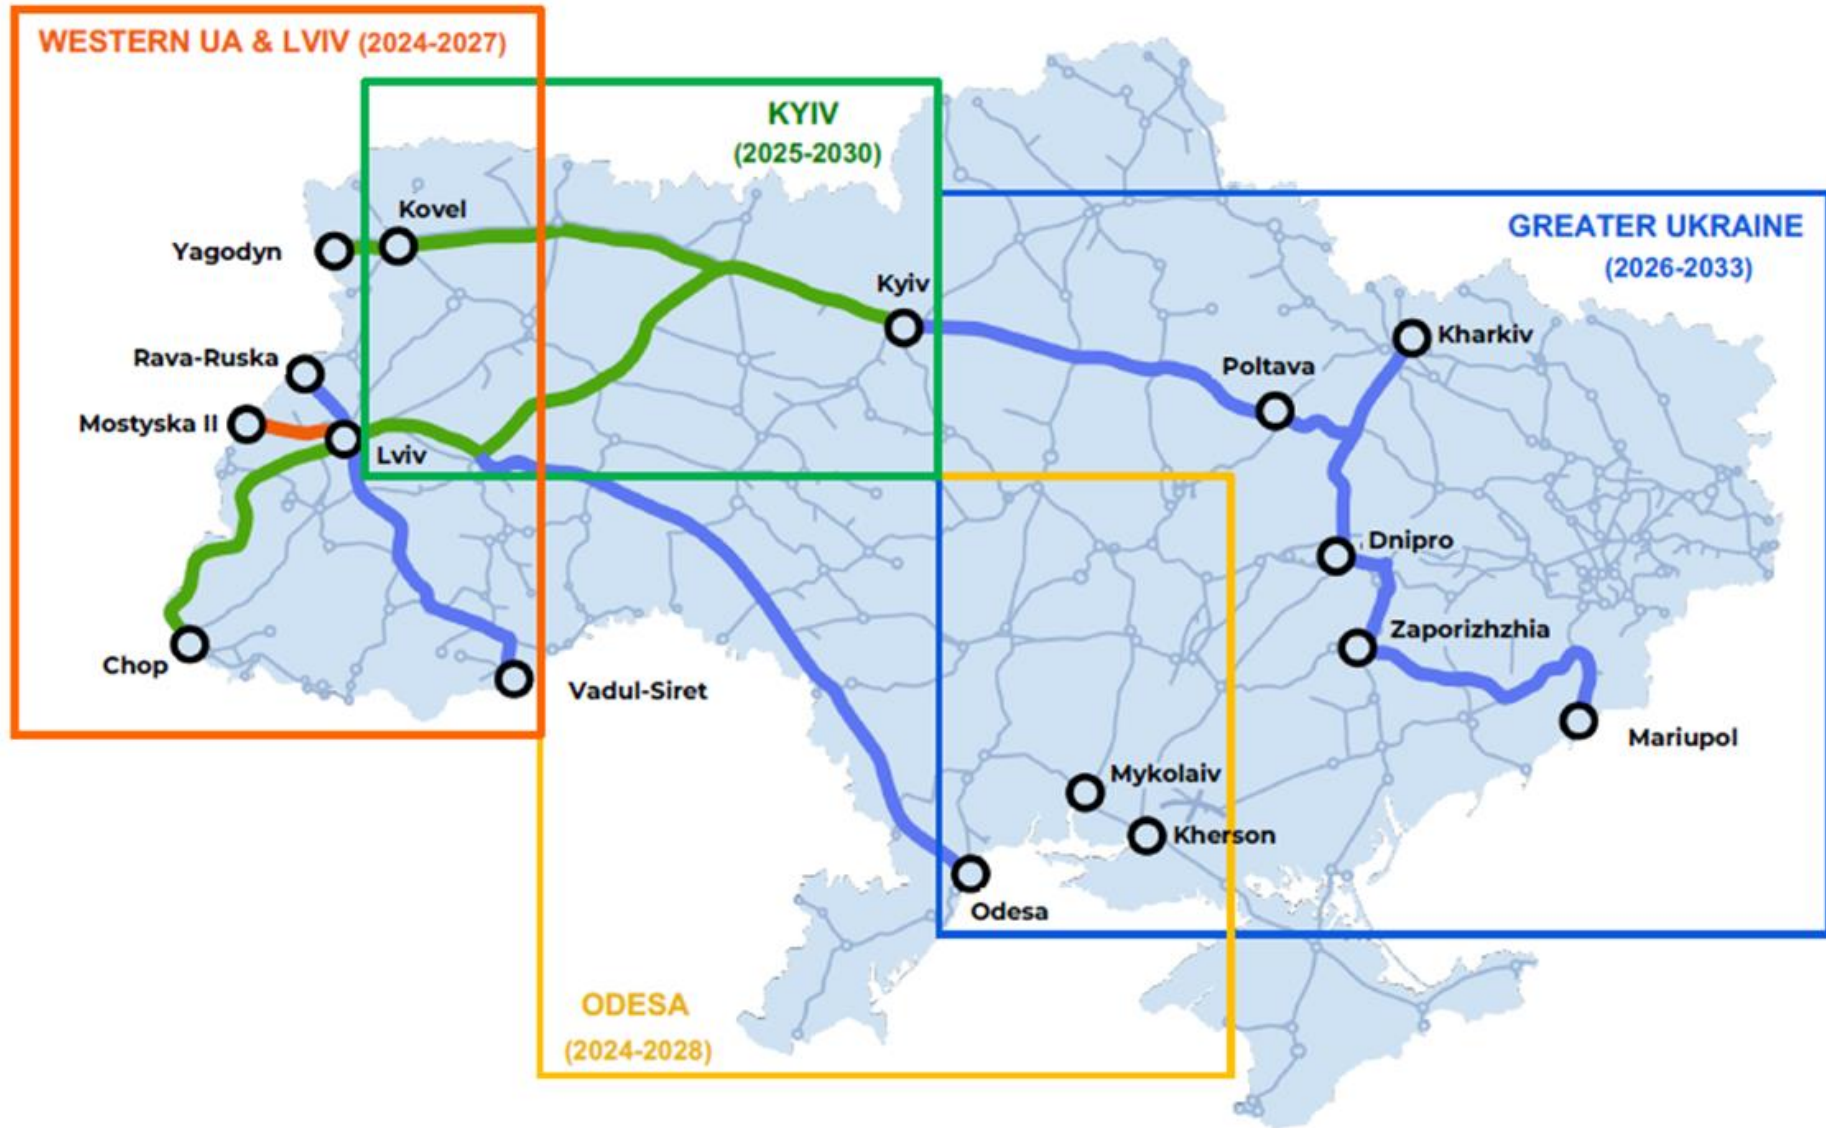 WESTERN UA & LVIV (2024-2027)
KYIV
(2025-2030)
GREATER UKRAINE
(2026-2033)
Kovel
Yagodyn
Kyiv
Kharkiv
Rava-Ruska
Poltava
Mostyska II
Lviv
Dnipro
Zaporizhzhia
Chop
Vadul-Siret
Mariupol
Mykolaiv
Kherson
Odesa
ODESA
(2024-2028)